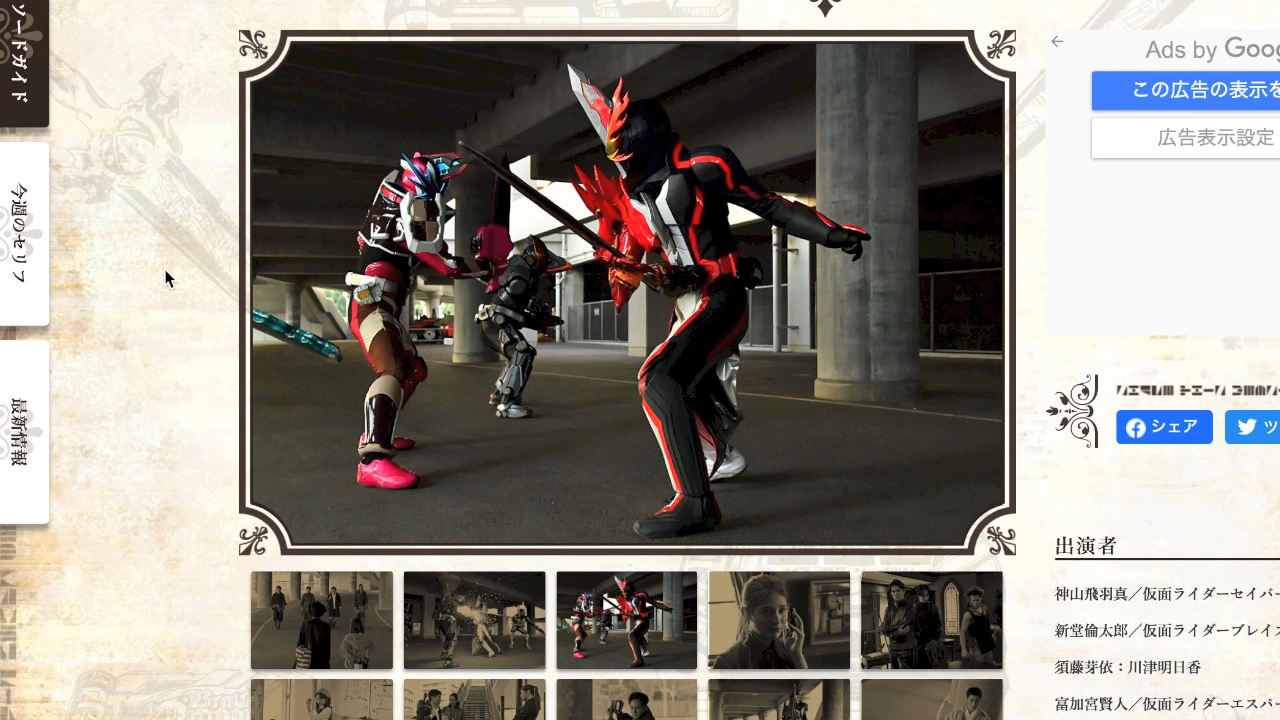 ソードガイド
今週のセリフ
最新情報
Ads by Goo
この広告の表示を
広告表示設定
シェア
ツ
出演者
神山飛羽真／仮面ライダーセイバー
新堂倫太郎／仮面ライダーブレイズ
須藤芽依：川津明日香
富加宮賢人／仮面ライダーエスパー